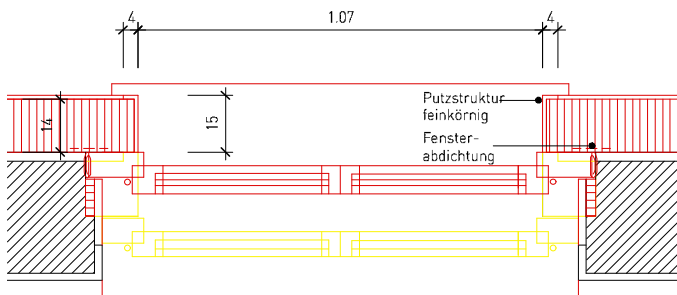 4
1.07
4
14
15
Putzstruktur
feinkörnig
Fenster-
abdichtung